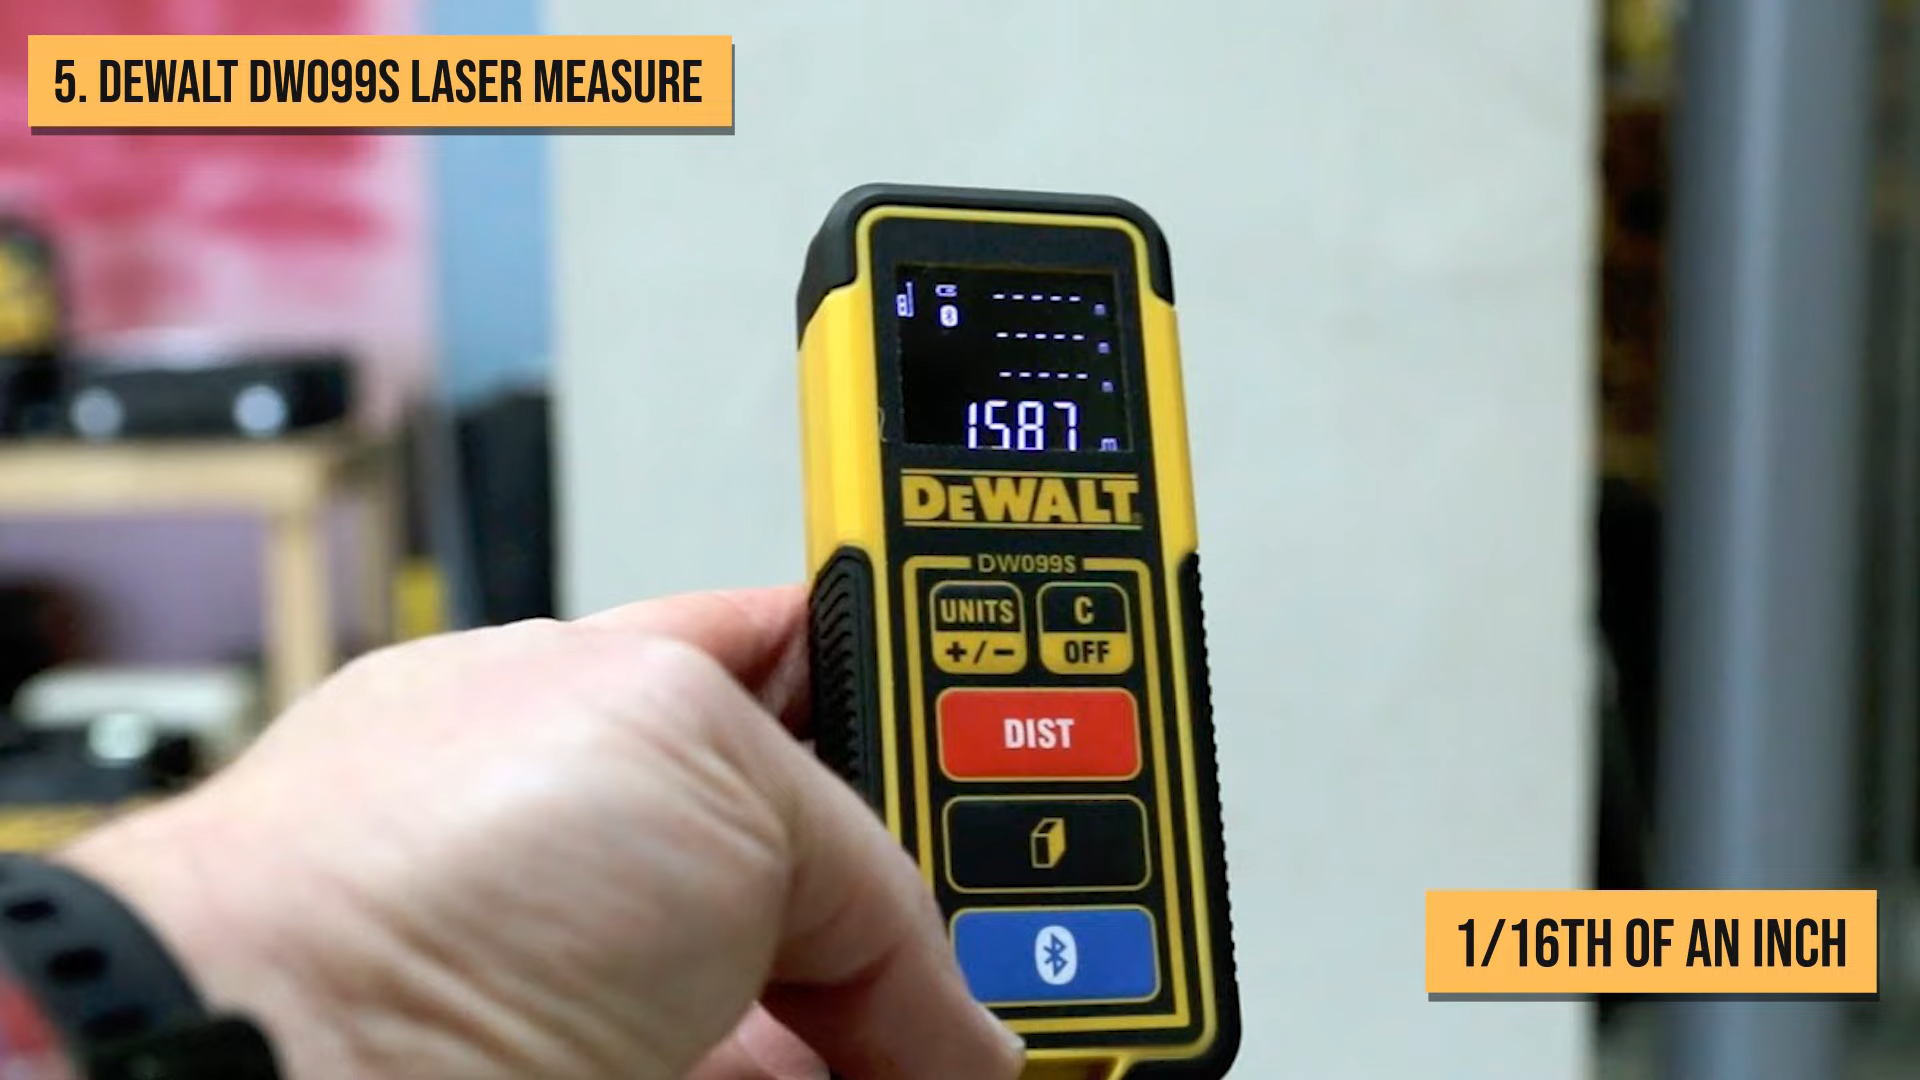 5. DEWALT DW099S LASER MEASURE
1587
m
DEWALT
DW099S
UNITS
+/-
C
OFF
DIST
1/16TH OF AN INCH